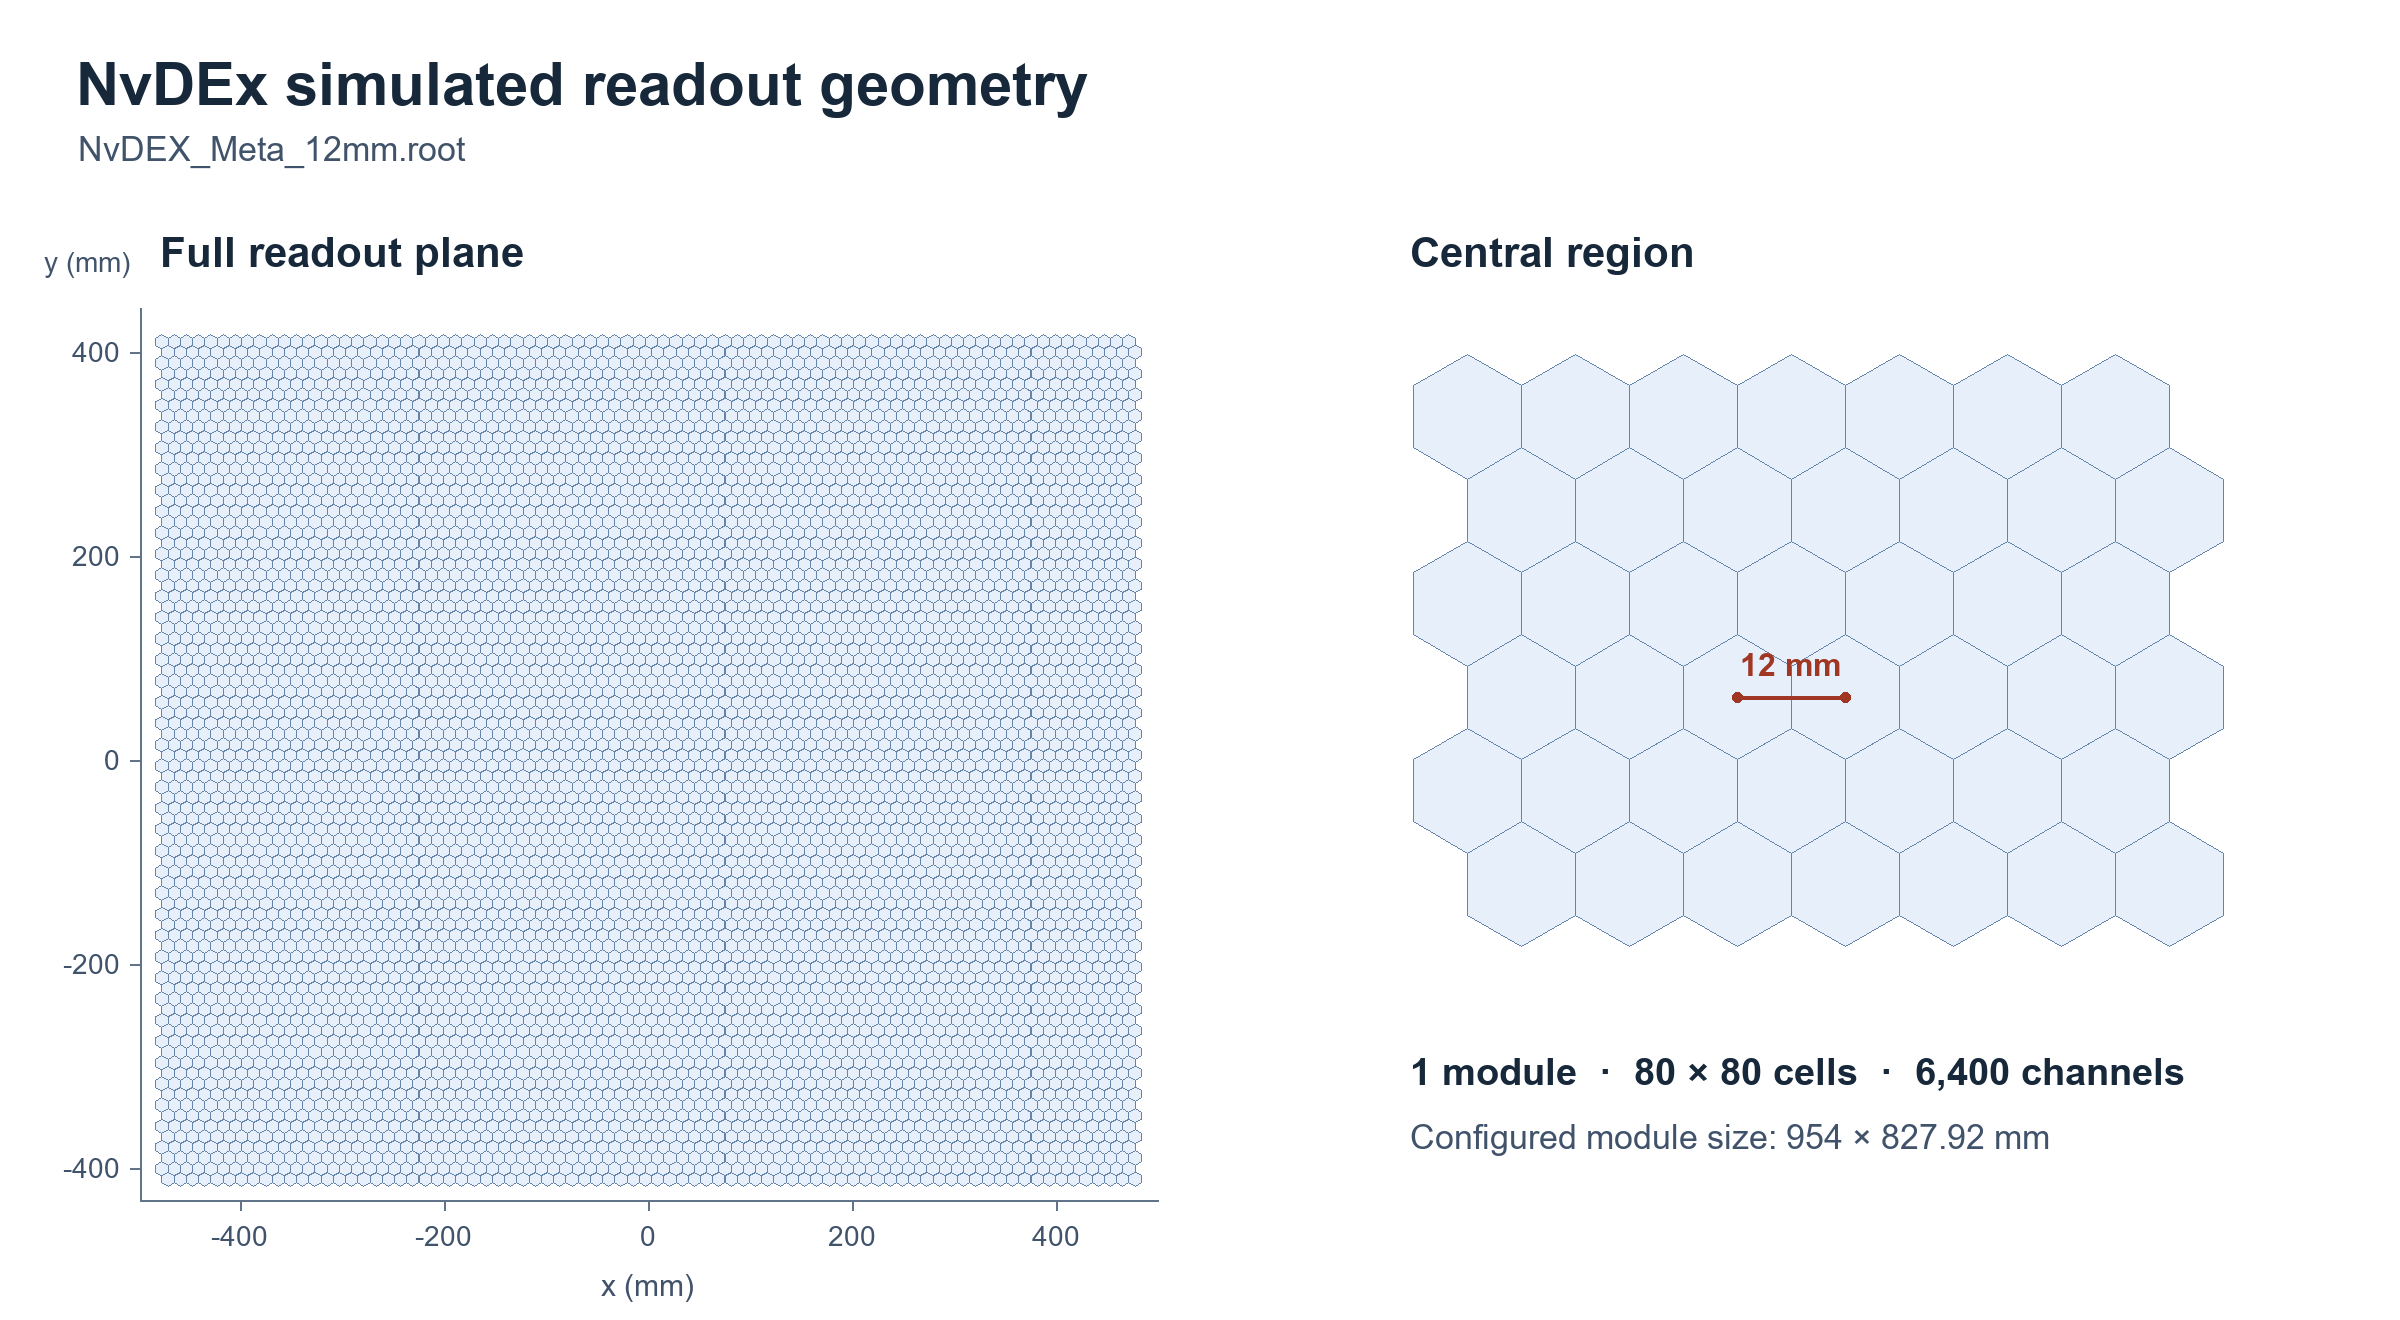 NvDEx simulated readout geometry
NvDEX_Meta_12mm.root
y (mm)
Full readout plane
400
200
0
-200
-400
-400
-200
0
200
400
x (mm)
Central region
12 mm
1 module · 80 × 80 cells · 6,400 channels
Configured module size: 954 × 827.92 mm